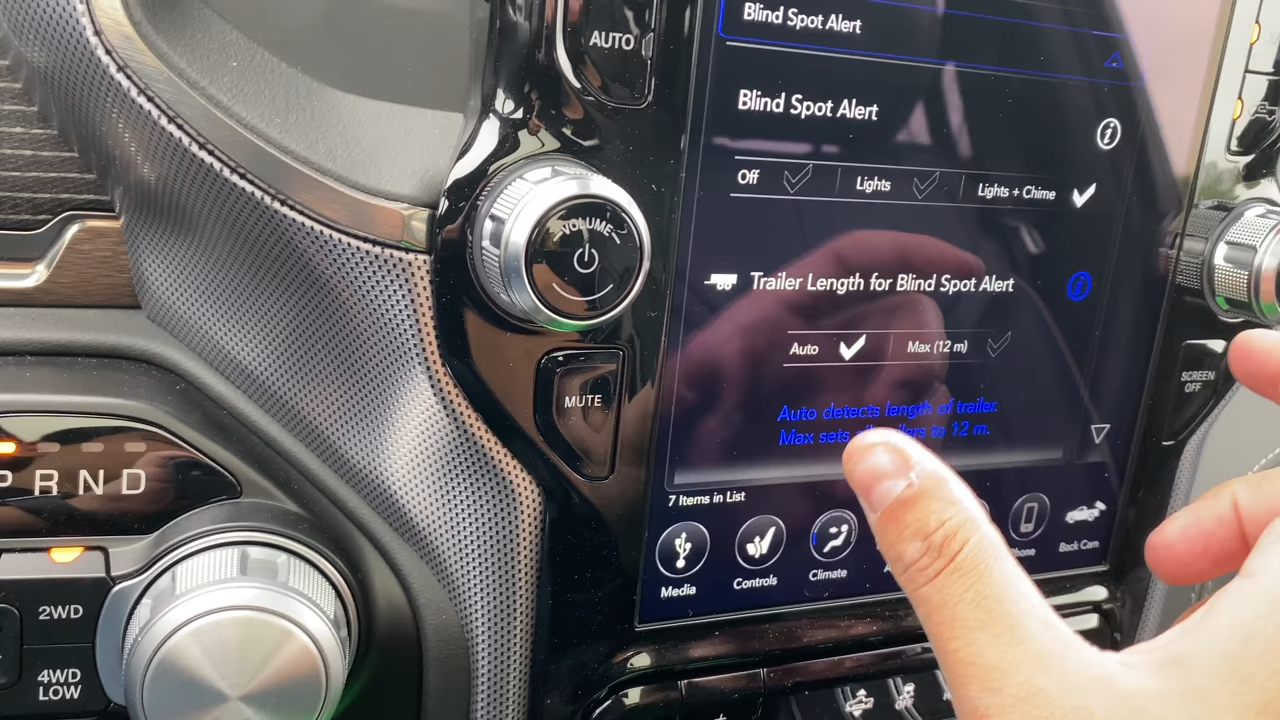 Blind Spot Alert
AUTO
Blind Spot Alert
Off Lights Lights + Chime
VOLUME
Trailer Length for Blind Spot Alert
Auto Max (12 m)
MUTE
SCREEN
OFF
Auto detects length of trailer.
Max sets to 12 m.
P R N D
7 Items in List
Media Controls Climate Back Cam
2WD
4WD
LOW